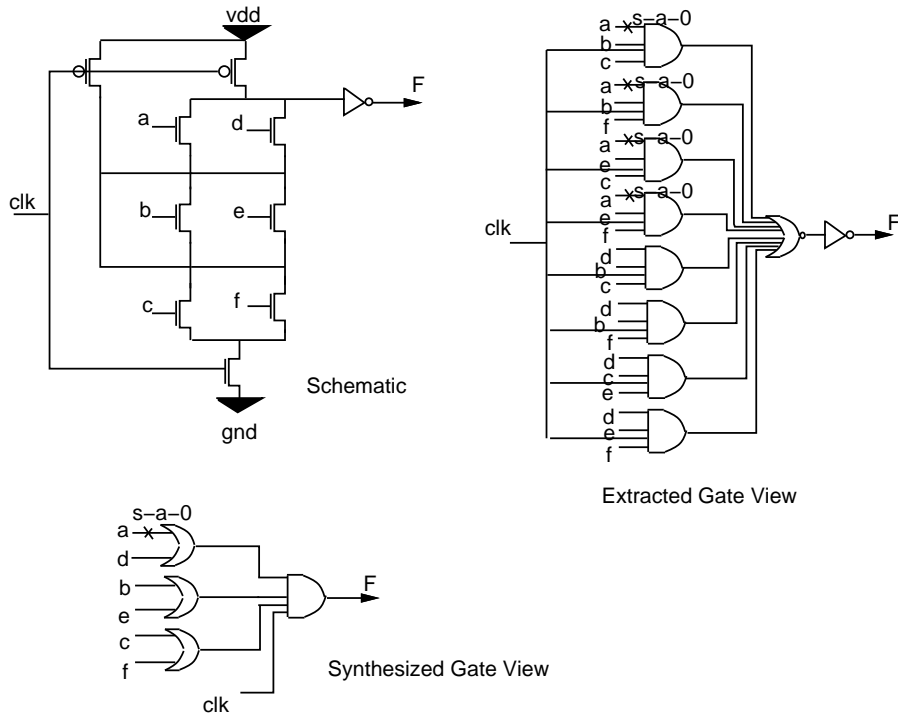 vdd
F
a
d
clk
b
e
c
f
Schematic
gnd
a s-a-0
b
c
a s-a-0
b
f
a s-a-0
e
c
a s-a-0
e
f
clk
d
b
c
d
b
f
d
c
e
d
e
f
F
Extracted Gate View
s-a-0
a
d
b
e
c
f
clk
F
Synthesized Gate View